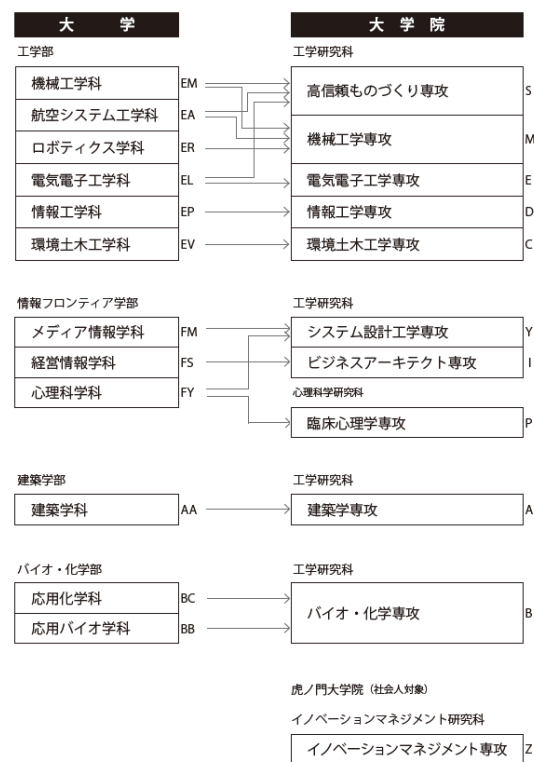 大　学
大 学 院
工学部
工学研究科
機械工学科 EM
航空システム工学科 EA
ロボティクス学科 ER
電気電子工学科 EL
情報工学科 EP
環境土木工学科 EV
高信頼ものづくり専攻 S
機械工学専攻 M
電気電子工学専攻 E
情報工学専攻 D
環境土木工学専攻 C
情報フロンティア学部
工学研究科
メディア情報学科 FM
経営情報学科 FS
心理科学科 FY
システム設計工学専攻 Y
ビジネスアーキテクト専攻 I
心理科学研究科
臨床心理学専攻 P
建築学部
工学研究科
建築学科 AA
建築学専攻 A
バイオ・化学部
工学研究科
応用化学科 BC
応用バイオ学科 BB
バイオ・化学専攻 B
虎ノ門大学院（社会人対象）
イノベーションマネジメント研究科
イノベーションマネジメント専攻 Z